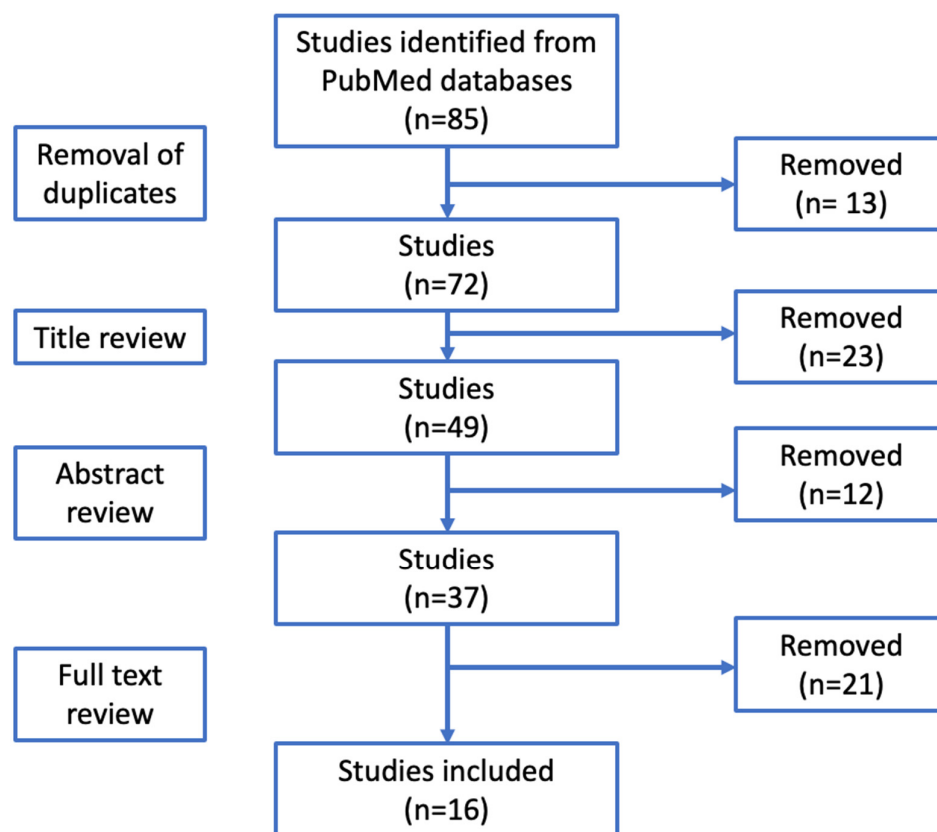 Studies identified from
PubMed databases
(n=85)
Removal of
duplicates
Removed
(n= 13)
Studies
(n=72)
Title review
Removed
(n=23)
Studies
(n=49)
Abstract
review
Removed
(n=12)
Studies
(n=37)
Full text
review
Removed
(n=21)
Studies included
(n=16)